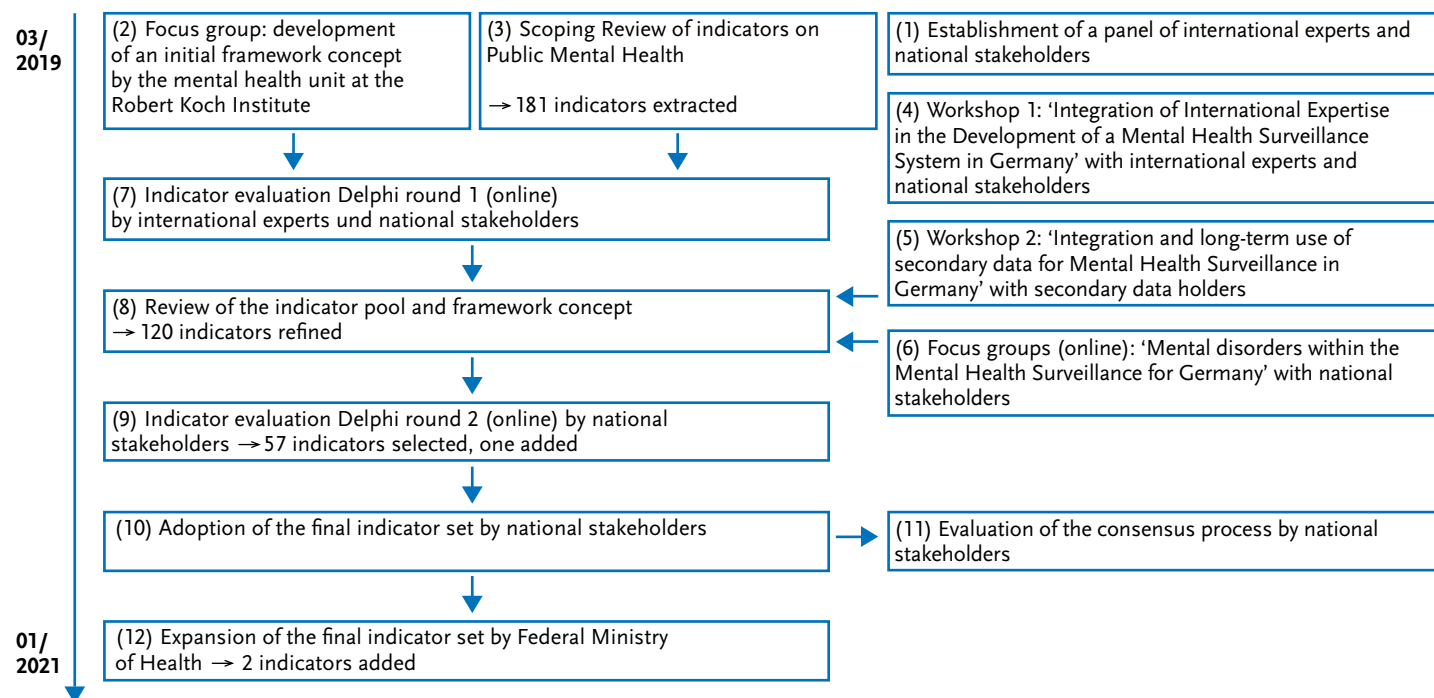 03/
2019
(2) Focus group: development
of an initial framework concept
by the mental health unit at the
Robert Koch Institute
(3) Scoping Review of indicators on
Public Mental Health
→ 181 indicators extracted
(1) Establishment of a panel of international experts and
national stakeholders
(4) Workshop 1: ‘Integration of International Expertise
in the Development of a Mental Health Surveillance
System in Germany’ with international experts and
national stakeholders
(7) Indicator evaluation Delphi round 1 (online)
by international experts und national stakeholders
(5) Workshop 2: ‘Integration and long-term use of
secondary data for Mental Health Surveillance in
Germany’ with secondary data holders
(8) Review of the indicator pool and framework concept
→ 120 indicators refined
(6) Focus groups (online): ‘Mental disorders within the
Mental Health Surveillance for Germany’ with national
stakeholders
(9) Indicator evaluation Delphi round 2 (online) by national
stakeholders → 57 indicators selected, one added
(10) Adoption of the final indicator set by national stakeholders
(11) Evaluation of the consensus process by national
stakeholders
(12) Expansion of the final indicator set by Federal Ministry
of Health → 2 indicators added
01/
2021